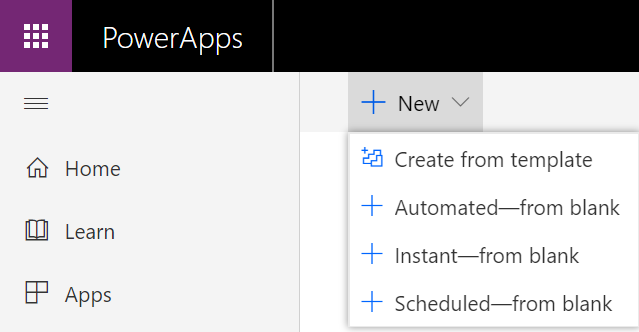 PowerApps
New
Home
Learn
Apps
Create from template
Automated—from blank
Instant—from blank
Scheduled—from blank